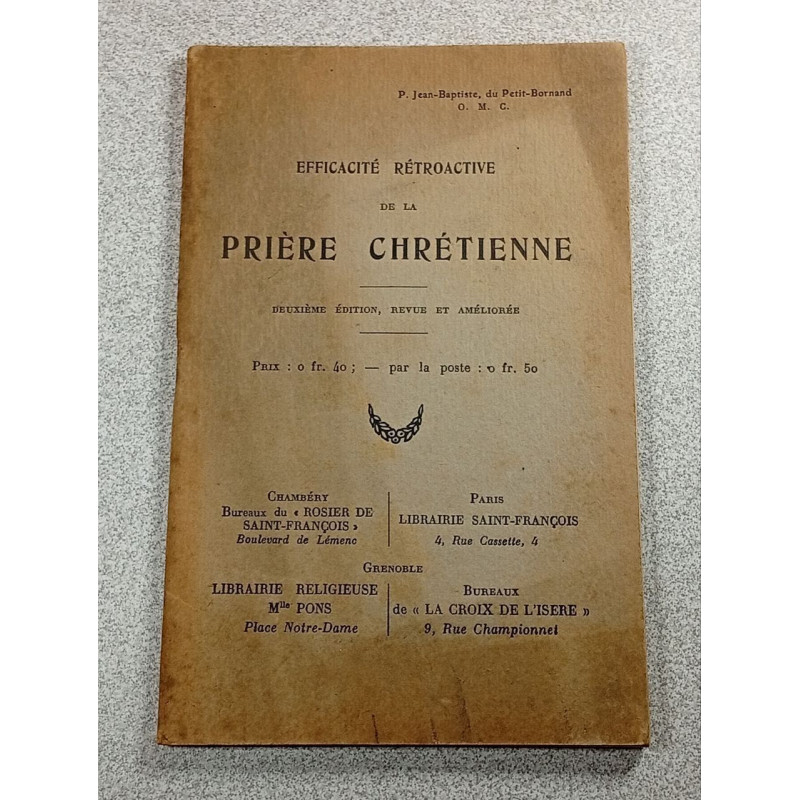 P. Jean-Baptiste, du Petit-Bornand
O. M. C.
EFFICACITÉ RÉTROACTIVE
DE LA
PRIÈRE CHRÉTIENNE
DEUXIÈME ÉDITION, REVUE ET AMÉLIORÉE
PRIX : 0 fr. 40 ; — par la poste : 0 fr. 50
CHAMBÉRY
Bureaux du « ROSIER DE
SAINT-FRANÇOIS »
Boulevard de Lémenc
PARIS
LIBRAIRIE SAINT-FRANÇOIS
4, Rue Cassette, 4
GRENOBLE
LIBRAIRIE RELIGIEUSE
Mlle PONS
Place Notre-Dame
BUREAUX
de « LA CROIX DE L'ISERE »
9, Rue Championnet